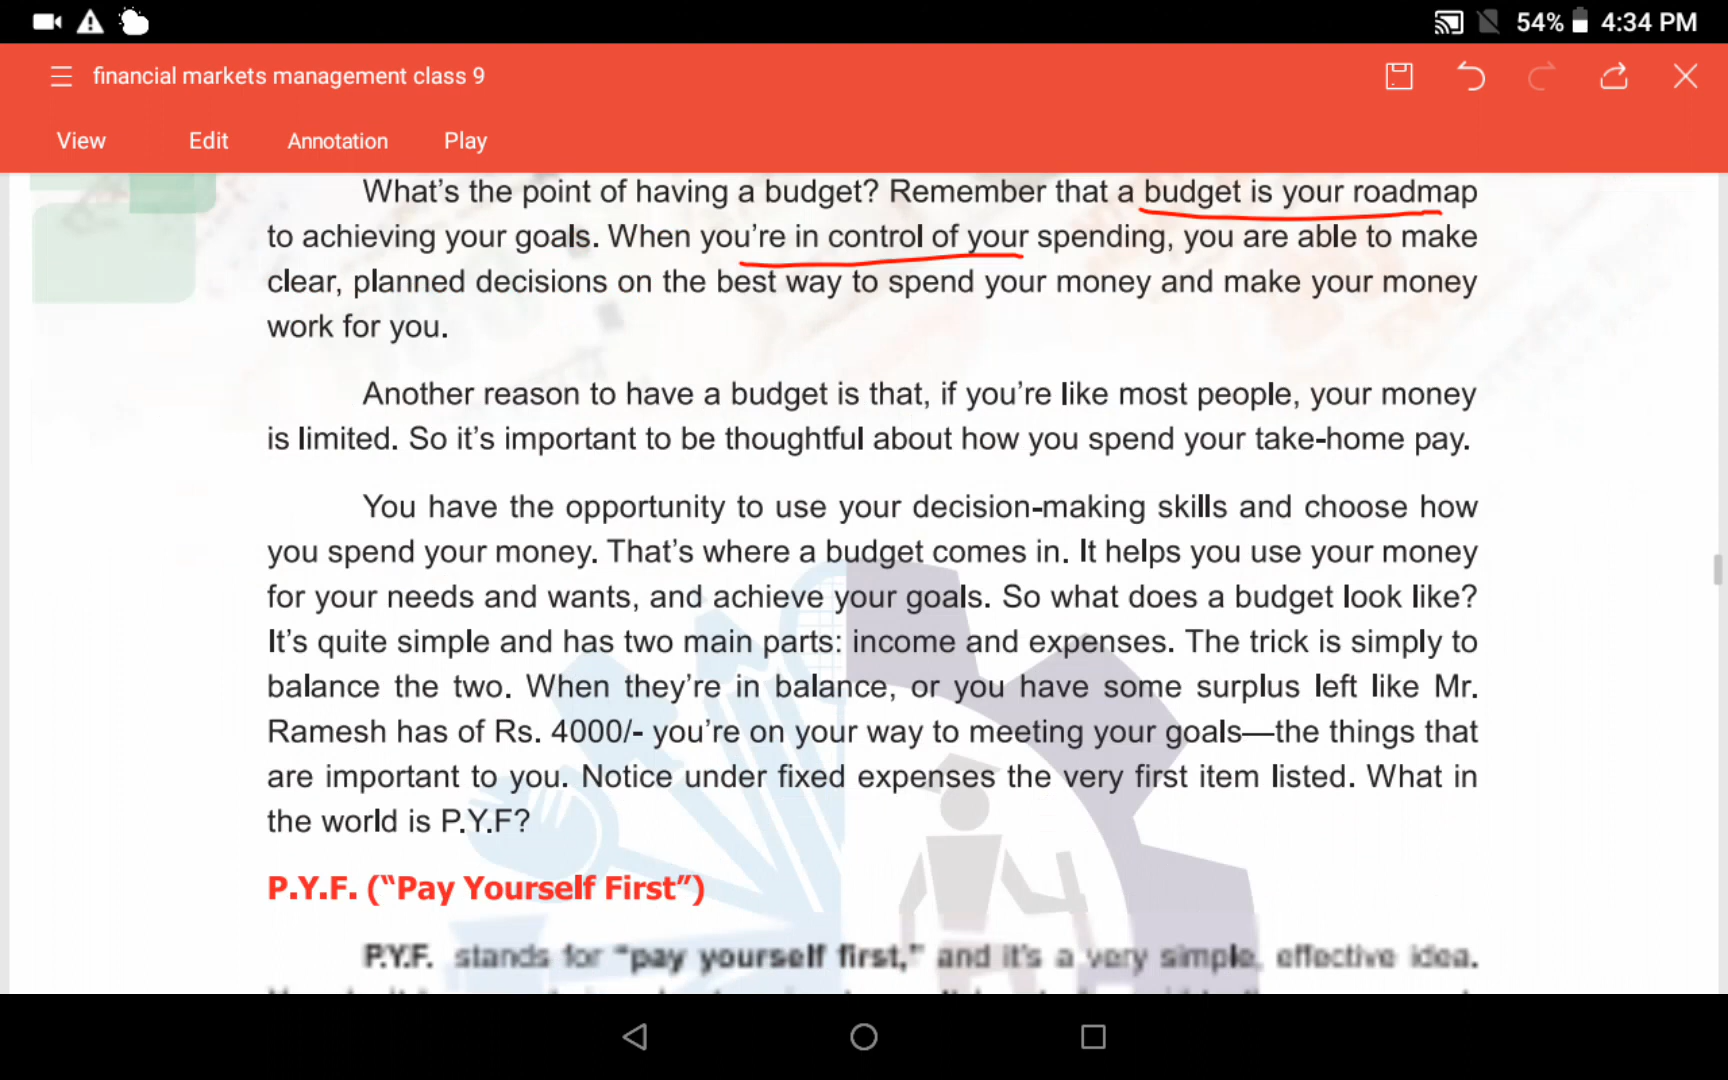 54% 4:34 PM
financial markets management class 9
View Edit Annotation Play
What's the point of having a budget? Remember that a budget is your roadmap
to achieving your goals. When you're in control of your spending, you are able to make
clear, planned decisions on the best way to spend your money and make your money
work for you.
Another reason to have a budget is that, if you're like most people, your money
is limited. So it's important to be thoughtful about how you spend your take-home pay.
You have the opportunity to use your decision-making skills and choose how
you spend your money. That's where a budget comes in. It helps you use your money
for your needs and wants, and achieve your goals. So what does a budget look like?
It's quite simple and has two main parts: income and expenses. The trick is simply to
balance the two. When they're in balance, or you have some surplus left like Mr.
Ramesh has of Rs. 4000/- you're on your way to meeting your goals—the things that
are important to you. Notice under fixed expenses the very first item listed. What in
the world is P.Y.F?
P.Y.F. ("Pay Yourself First")
P.Y.F. stands for "pay yourself first," and it's a very simple, effective idea.